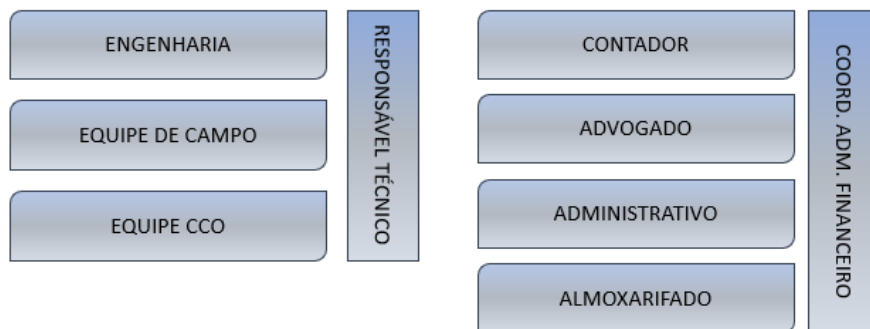 ENGENHARIA
EQUIPE DE CAMPO
EQUIPE CCO
RESPONSÁVEL TÉCNICO
CONTADOR
ADVOGADO
ADMINISTRATIVO
ALMOXARIFADO
COORD. ADM. FINANCEIRO